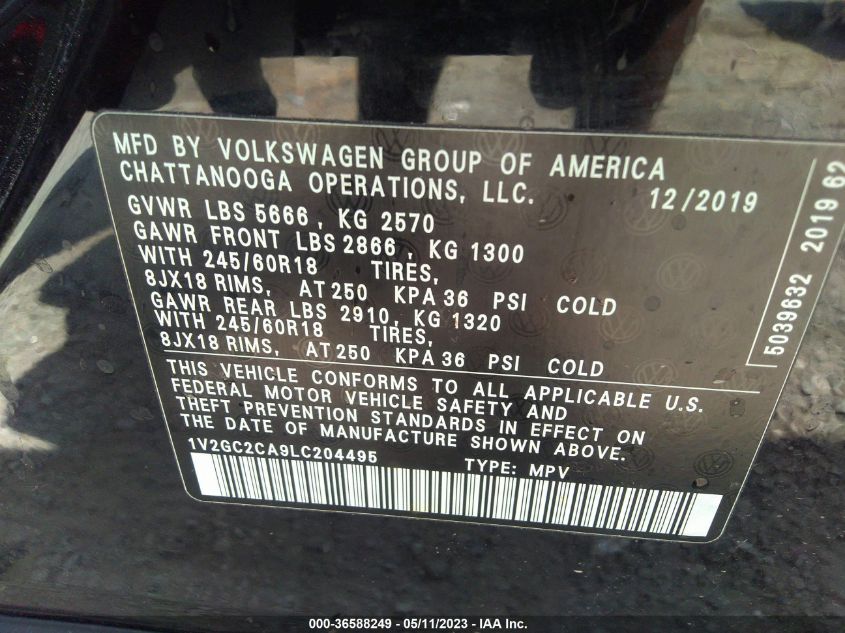 MFD BY VOLKSWAGEN GROUP OF AMERICA
CHATTANOOGA OPERATIONS, LLC. 12/2019
GVWR LBS 5666, KG 2570
GAWR FRONT LBS 2866, KG 1300
WITH 245/60R18 TIRES,
8JX18 RIMS, AT 250 KPA 36 PSI COLD
GAWR REAR LBS 2910, KG 1320
WITH 245/60R18 TIRES,
8JX18 RIMS, AT 250 KPA 36 PSI COLD
THIS VEHICLE CONFORMS TO ALL APPLICABLE U.S.
FEDERAL MOTOR VEHICLE SAFETY AND
THEFT PREVENTION STANDARDS IN EFFECT ON
THE DATE OF MANUFACTURE SHOWN ABOVE.
1V2GC2CA9LC204495 TYPE: MPV
5039632 2019 62
000-36588249 - 05/11/2023 - IAA Inc.